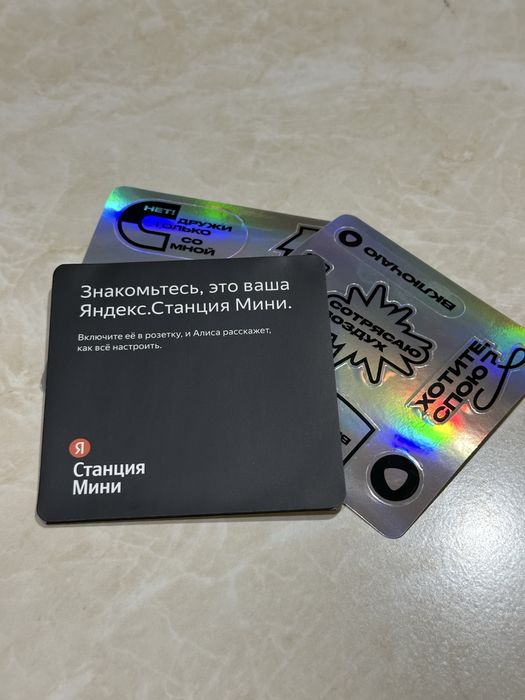 Знакомьтесь, это ваша
Яндекс.Станция Мини.
Включите её в розетку, и Алиса расскажет,
как всё настроить.
Я
Станция
Мини
НЕТ!
ДРУЖИ
ТОЛЬКО
СО
МНОЙ
ВКЛЮЧАЮ
СОТРЯСАЮ
ВОЗДУХ
ХОТИТЕ,
СПОЮ